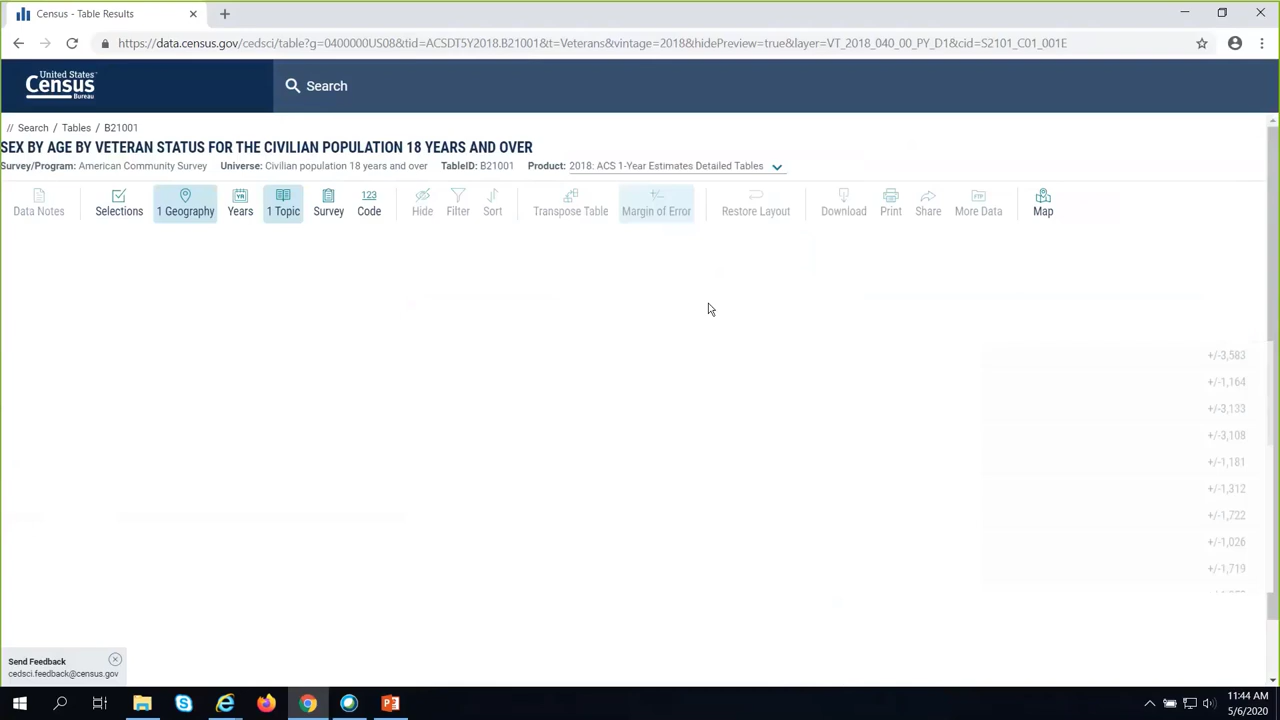 Census - Table Results
https://data.census.gov/cedsci/table?g=0400000US08&tid=ACSDT5Y2018.B21001&t=Veterans&vintage=2018&hidePreview=true&layer=VT_2018_040_00_PY_D1&cid=S2101_C01_001E
United States
Census
Bureau
Search
// Search / Tables / B21001
SEX BY AGE BY VETERAN STATUS FOR THE CIVILIAN POPULATION 18 YEARS AND OVER
Survey/Program: American Community Survey Universe: Civilian population 18 years and over TableID: B21001 Product: 2018: ACS 1-Year Estimates Detailed Tables
YR 123 +/- FTP
Data Notes Selections 1 Geography Years 1 Topic Survey Code Hide Filter Sort Transpose Table Margin of Error Restore Layout Download Print Share More Data Map
+/-3,583
+/-1,164
+/-3,133
+/-3,108
+/-1,181
+/-1,312
+/-1,722
+/-1,026
+/-1,719
Send Feedback
cedsci.feedback@census.gov
11:44 AM
5/6/2020